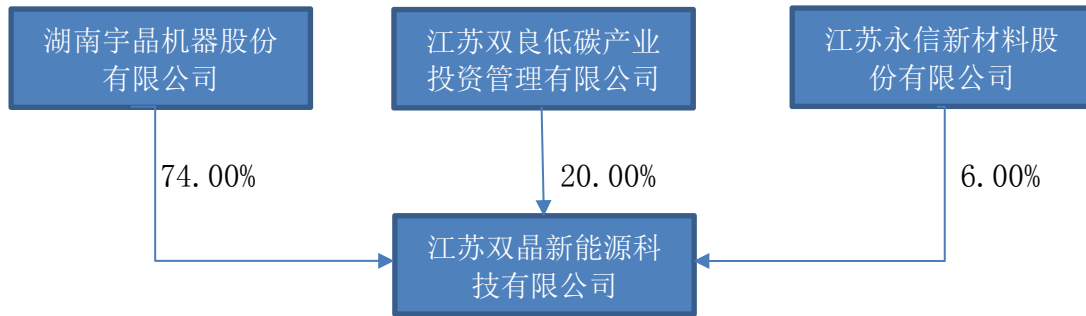 湖南宇晶机器股份
有限公司
江苏双良低碳产业
投资管理有限公司
江苏永信新材料股
份有限公司
74.00%
20.00%
6.00%
江苏双晶新能源科
技有限公司